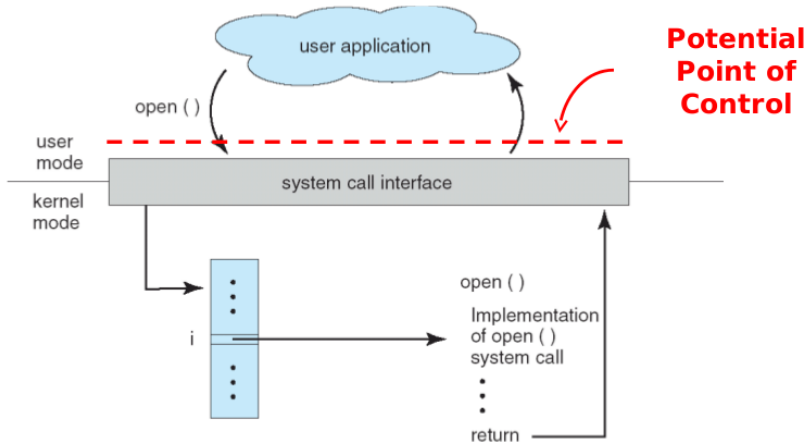 user application
Potential
Point of
Control
open ( )
user
mode
system call interface
kernel
mode
i
open ( )
Implementation
of open ( )
system call
return